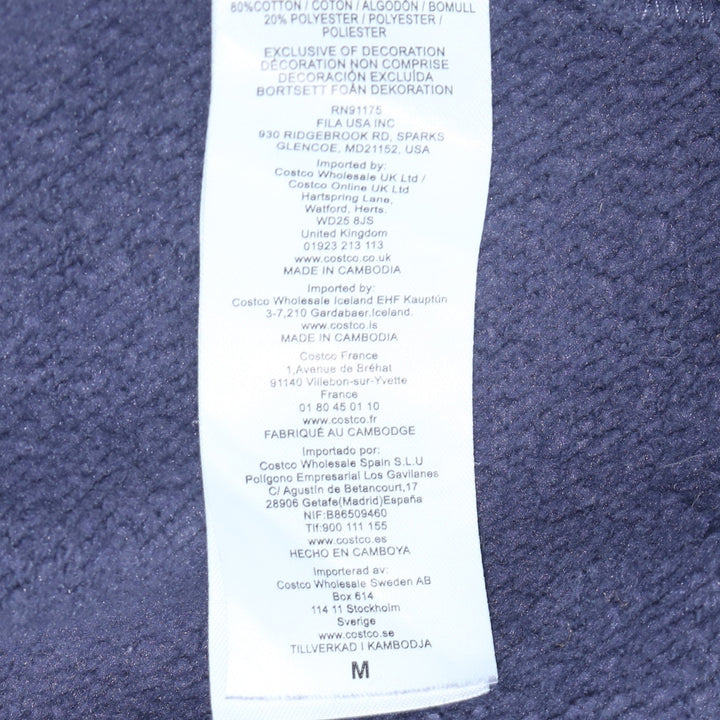 80%COTTON / COTON / ALGODÓN / BOMULL
20% POLYESTER / POLYESTER /
POLIESTER
EXCLUSIVE OF DECORATION
DÉCORATION NON COMPRISE
DECORACIÓN EXCLUÍDA
BORTSETT FOÅN DEKORATION
RN91175
FILA USA INC
930 RIDGEBROOK RD, SPARKS
GLENCOE, MD21152, USA
Imported by:
Costco Wholesale UK Ltd /
Costco Online UK Ltd
Hartspring Lane,
Watford, Herts.
WD25 8JS
United Kingdom
01923 213 113
www.costco.co.uk
MADE IN CAMBODIA
Imported by:
Costco Wholesale Iceland EHF Kauptún
3-7,210 Gardabaer.Iceland.
www.costco.is
MADE IN CAMBODIA
Costco France
1,Avenue de Bréhat
91140 Villebon-sur-Yvette
France
01 80 45 01 10
www.costco.fr
FABRIQUÉ AU CAMBODGE
Importado por:
Costco Wholesale Spain S.L.U
Polígono Empresarial Los Gavilanes
C/ Agustin de Betancourt,17
28906 Getafe(Madrid)España
NIF:B86509460
Tlf:900 111 155
www.costco.es
HECHO EN CAMBOYA
Importerad av:
Costco Wholesale Sweden AB
Box 614
114 11 Stockholm
Sverige
www.costco.se
TILLVERKAD I KAMBODJA
M